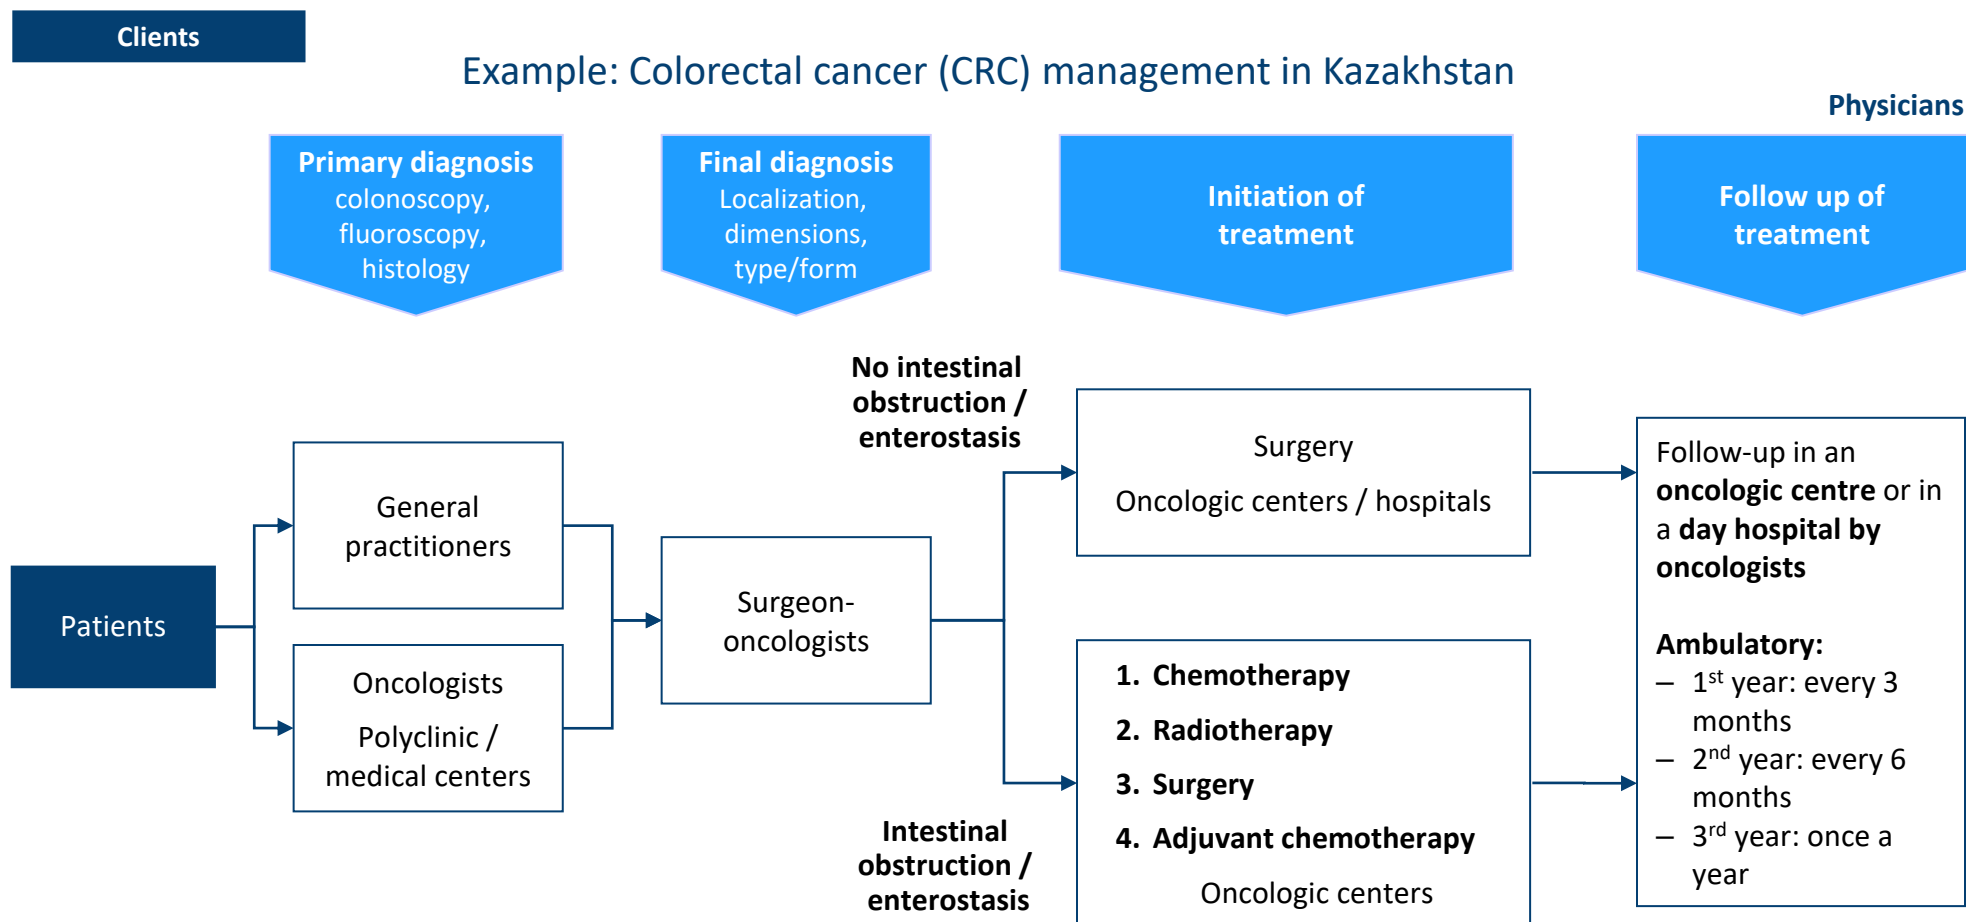 Clients
Example: Colorectal cancer (CRC) management in Kazakhstan
Physicians
Primary diagnosis
colonoscopy,
fluoroscopy,
histology
Final diagnosis
Localization,
dimensions,
type/form
Initiation of
treatment
Follow up of
treatment
Patients
General
practitioners
Oncologists
Polyclinic /
medical centers
Surgeon-
oncologists
No intestinal
obstruction /
enterostasis
Surgery
Oncologic centers / hospitals
Intestinal
obstruction /
enterostasis
1. Chemotherapy
2. Radiotherapy
3. Surgery
4. Adjuvant chemotherapy
Oncologic centers
Follow-up in an
oncologic centre or in
a day hospital by
oncologists
Ambulatory:
– 1st year: every 3
months
– 2nd year: every 6
months
– 3rd year: once a
year